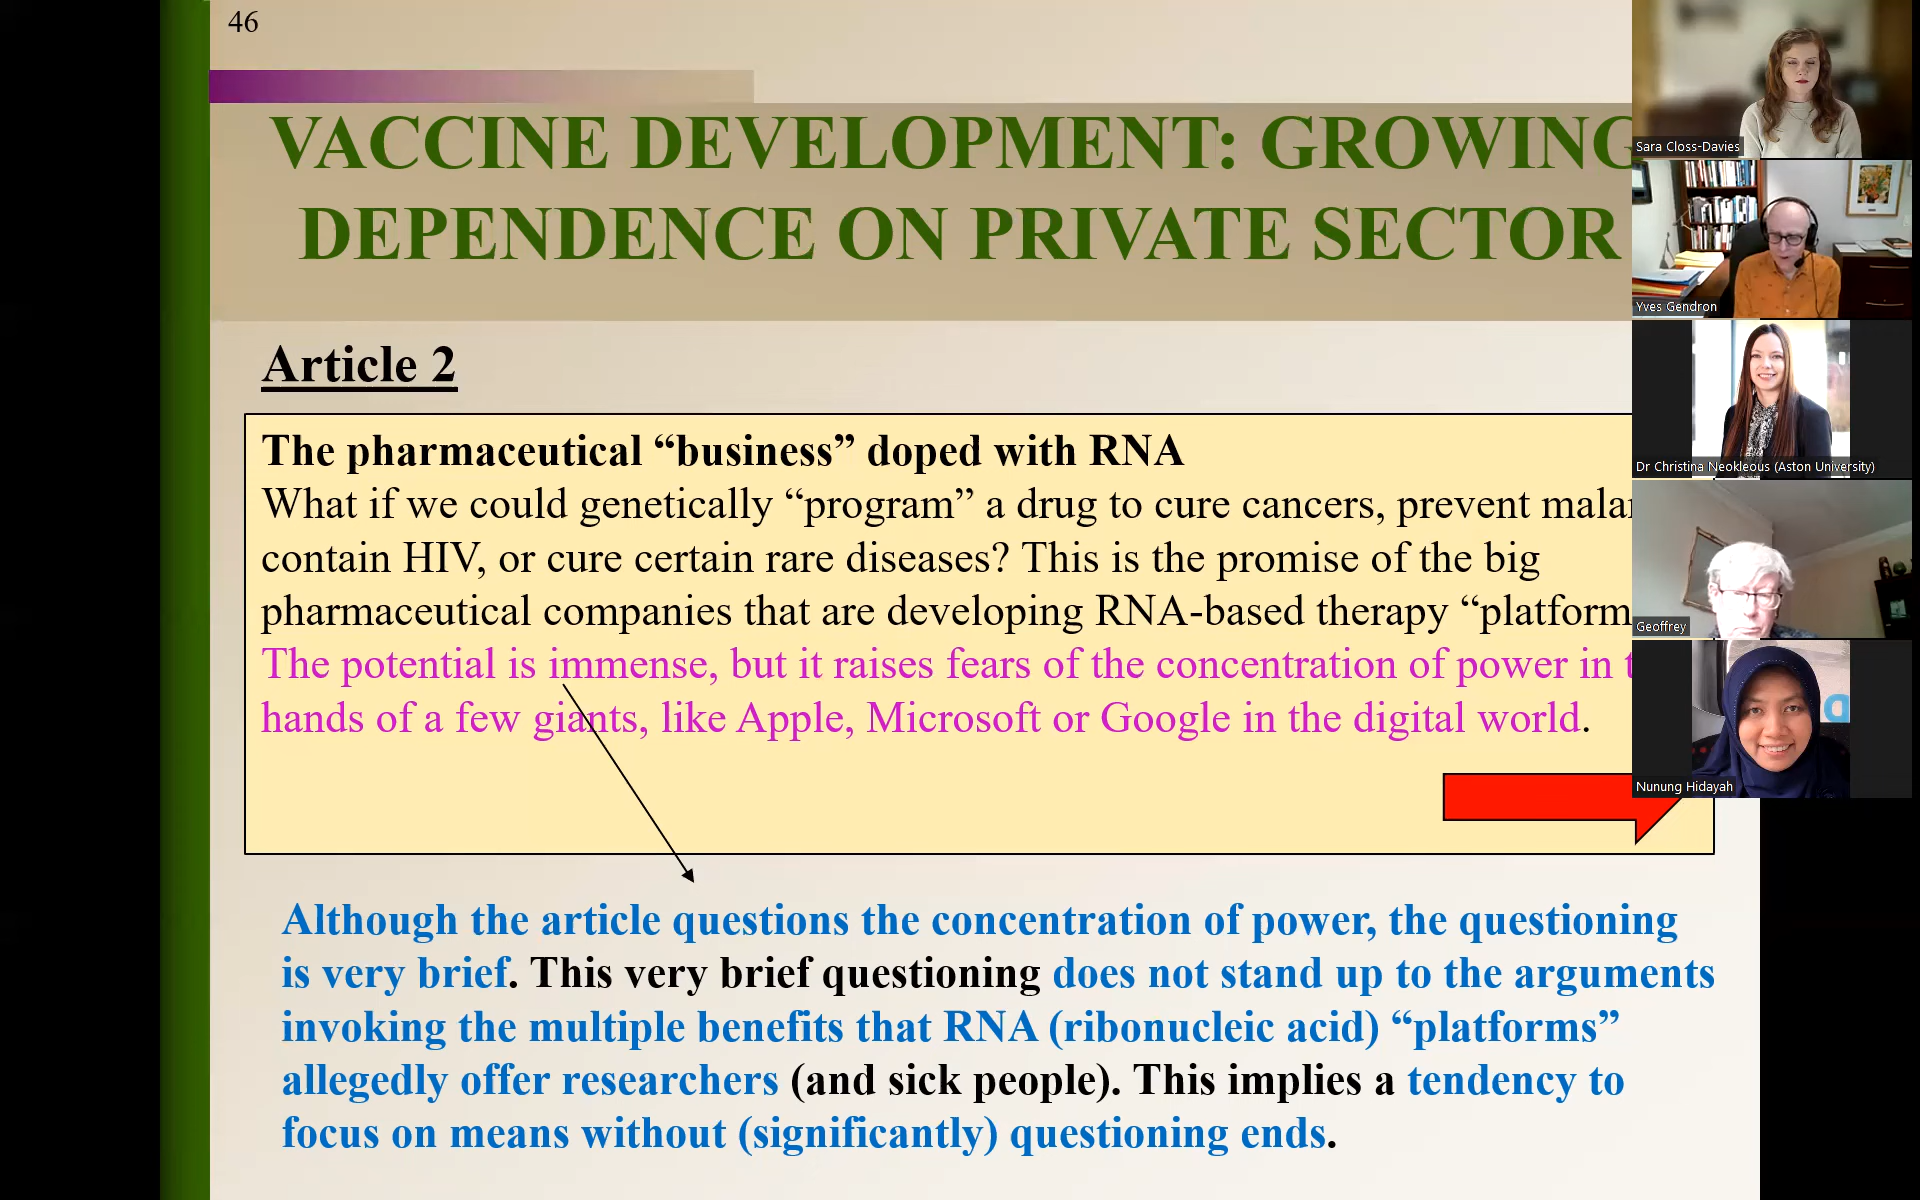 46
VACCINE DEVELOPMENT: GROWING
DEPENDENCE ON PRIVATE SECTOR
Article 2
The pharmaceutical “business” doped with RNA
What if we could genetically “program” a drug to cure cancers, prevent
contain HIV, or cure certain rare diseases? This is the promise of the big
pharmaceutical companies that are developing RNA-based therapy “platform
The potential is immense, but it raises fears of the concentration of power in
hands of a few giants, like Apple, Microsoft or Google in the digital world.
Although the article questions the concentration of power, the questioning
is very brief. This very brief questioning does not stand up to the arguments
invoking the multiple benefits that RNA (ribonucleic acid) “platforms”
allegedly offer researchers (and sick people). This implies a tendency to
focus on means without (significantly) questioning ends.
Sara Closs-Davies
Yves Gendron
Dr Christina Neokleous (Aston University)
Geoffrey
Nunung Hidayah